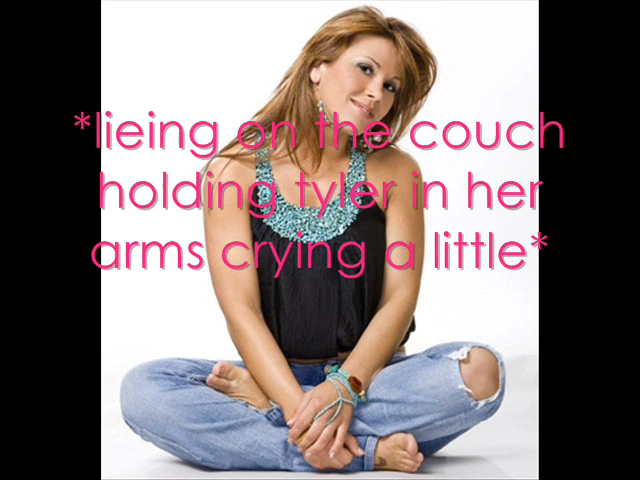 *lieing on the couch
holding tyler in her
arms crying a little*